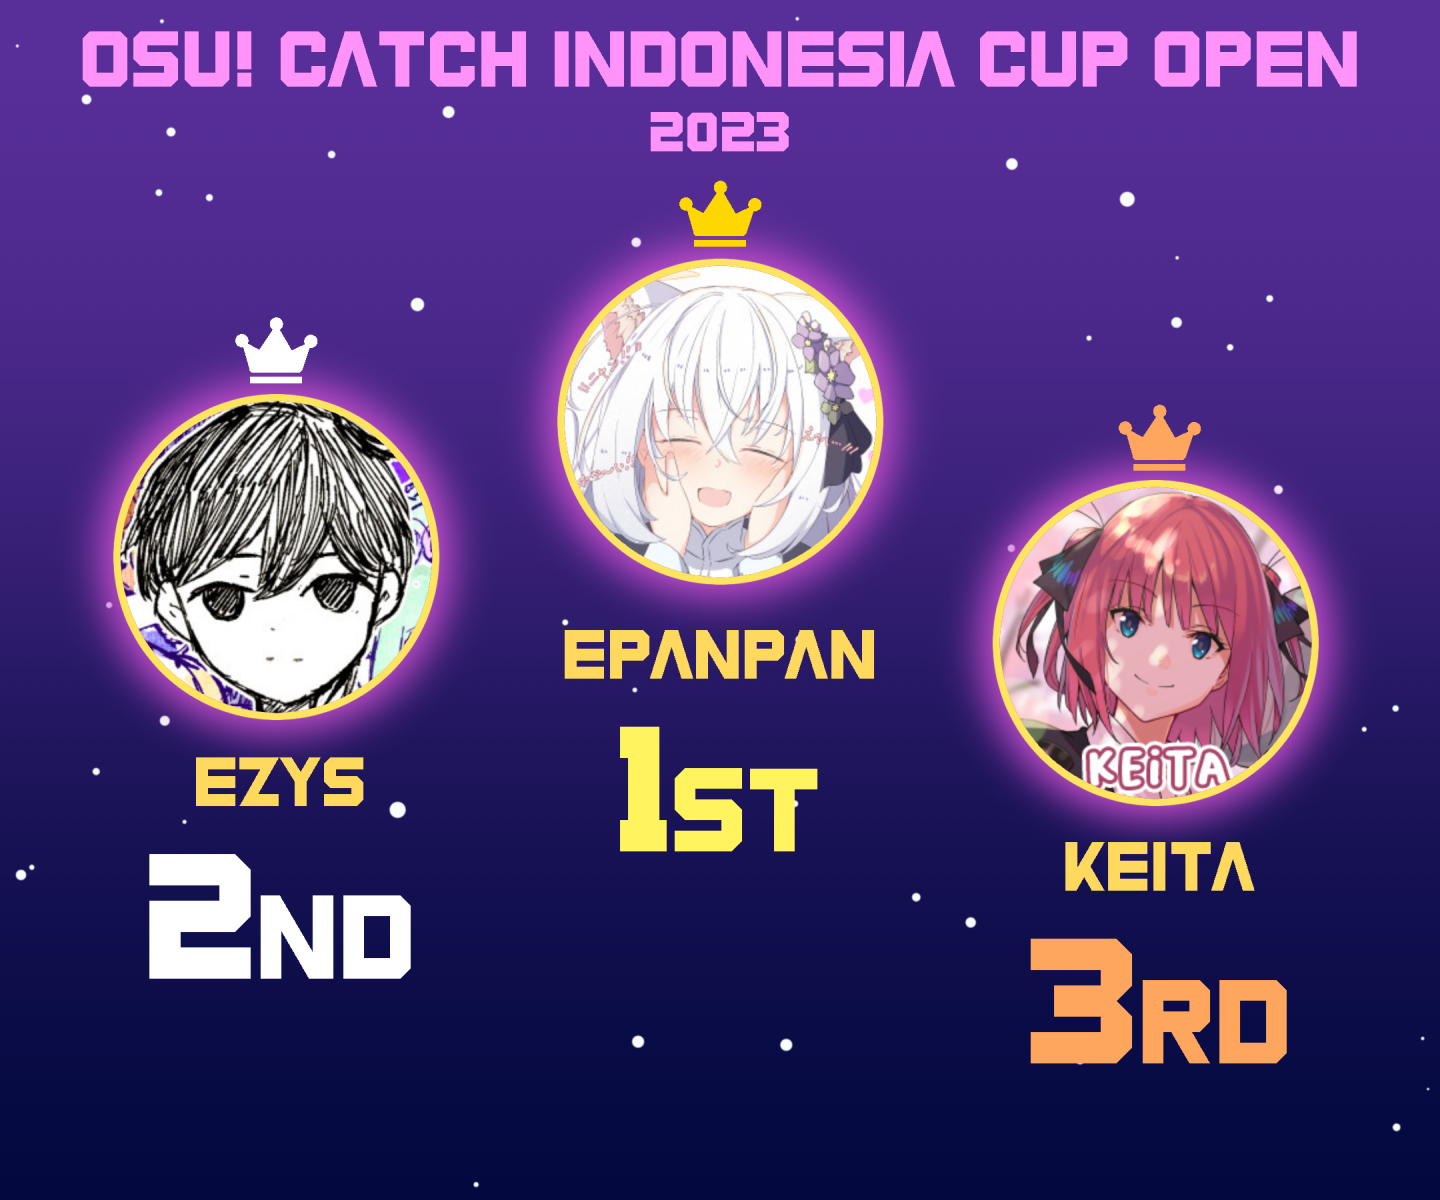 OSU! CATCH INDONESIA CUP OPEN
2023
EPANPAN
1ST
EZYS
2ND
KEiTA
KEITA
3RD